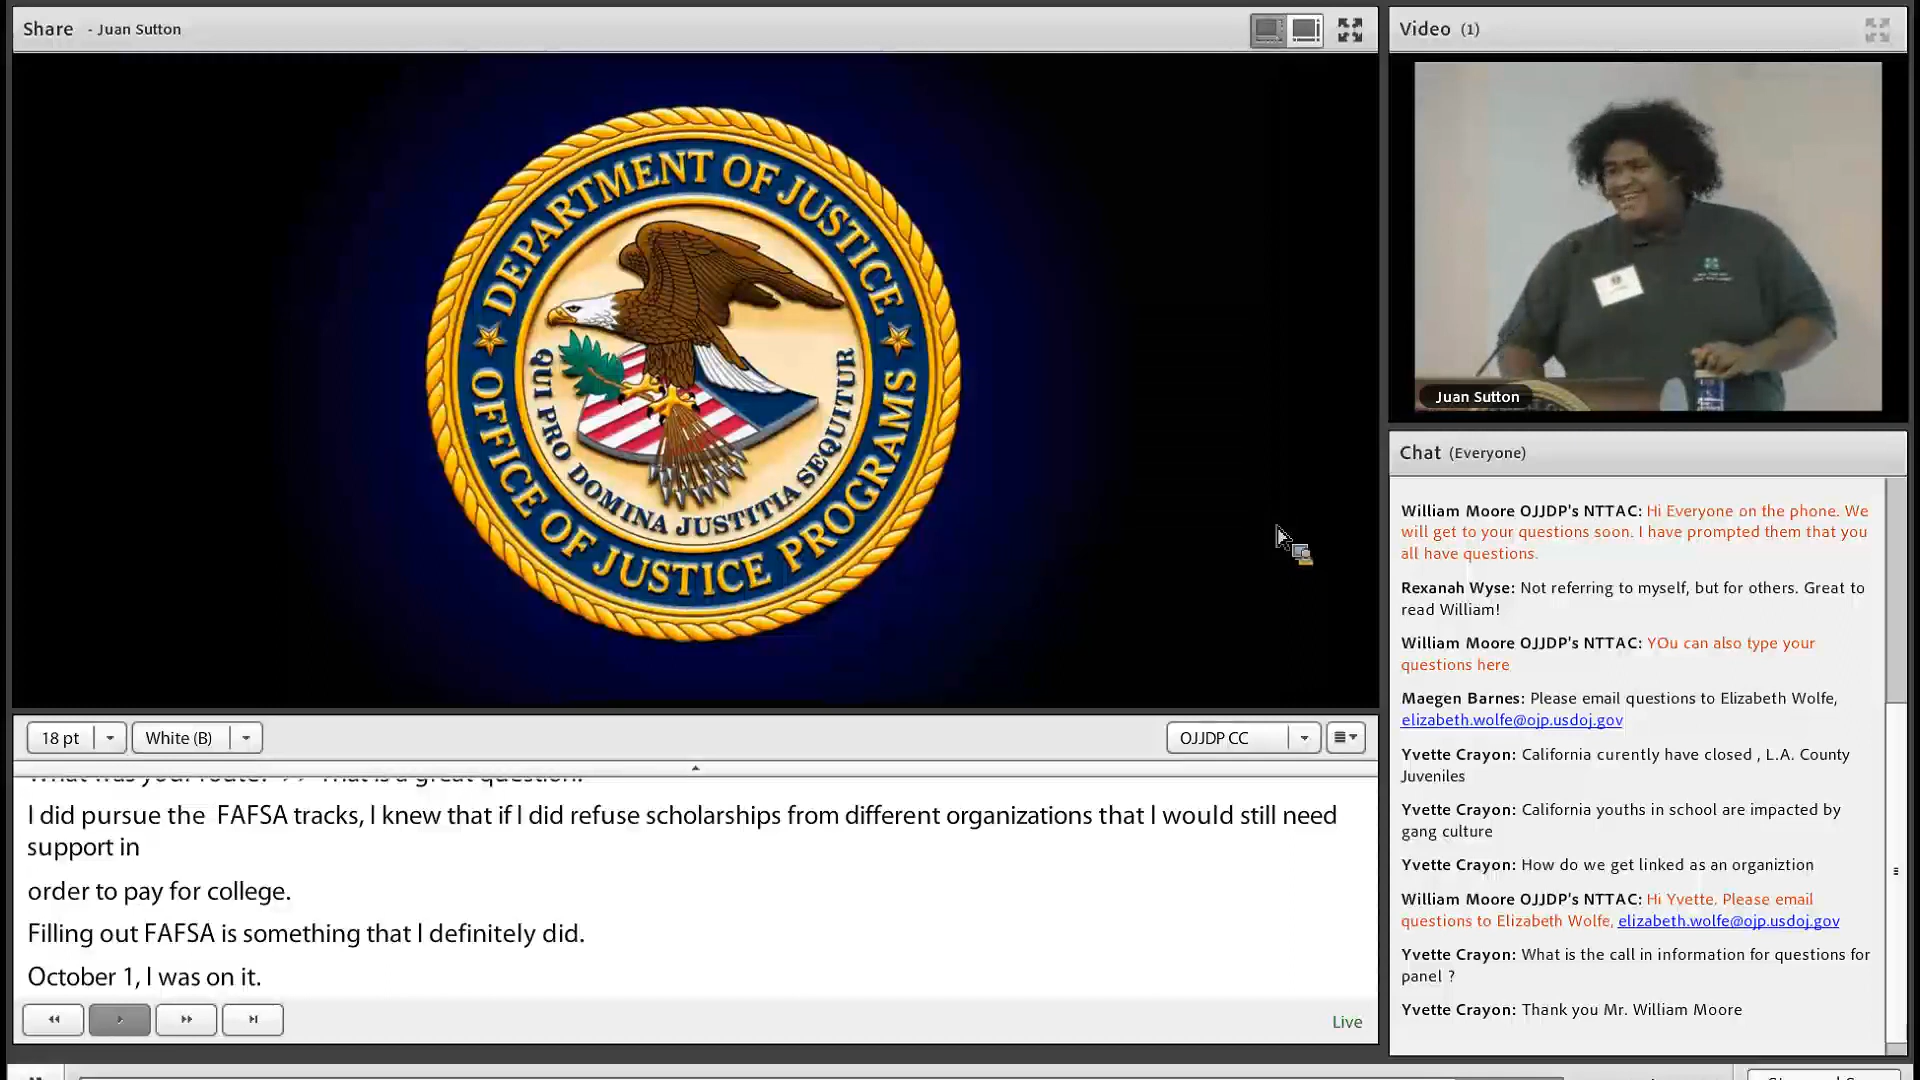 Share - Juan Sutton
DEPARTMENT OF JUSTICE
OFFICE OF JUSTICE PROGRAMS
QUI PRO DOMINA JUSTITIA SEQUITUR
18 pt
White (B)
OJJDP CC
That is a great question.
I did pursue the FAFSA tracks, I knew that if I did refuse scholarships from different organizations that I would still need
support in
order to pay for college.
Filling out FAFSA is something that I definitely did.
October 1, I was on it.
Live
Video (1)
Juan Sutton
Chat (Everyone)
William Moore OJJDP's NTTAC: Hi Everyone on the phone. We
will get to your questions soon. I have prompted them that you
all have questions.
Rexanah Wyse: Not referring to myself, but for others. Great to
read William!
William Moore OJJDP's NTTAC: YOu can also type your
questions here
Maegen Barnes: Please email questions to Elizabeth Wolfe,
elizabeth.wolfe@ojp.usdoj.gov
Yvette Crayon: California curently have closed , L.A. County
Juveniles
Yvette Crayon: California youths in school are impacted by
gang culture
Yvette Crayon: How do we get linked as an organiztion
William Moore OJJDP's NTTAC: Hi Yvette. Please email
questions to Elizabeth Wolfe, elizabeth.wolfe@ojp.usdoj.gov
Yvette Crayon: What is the call in information for questions for
panel ?
Yvette Crayon: Thank you Mr. William Moore